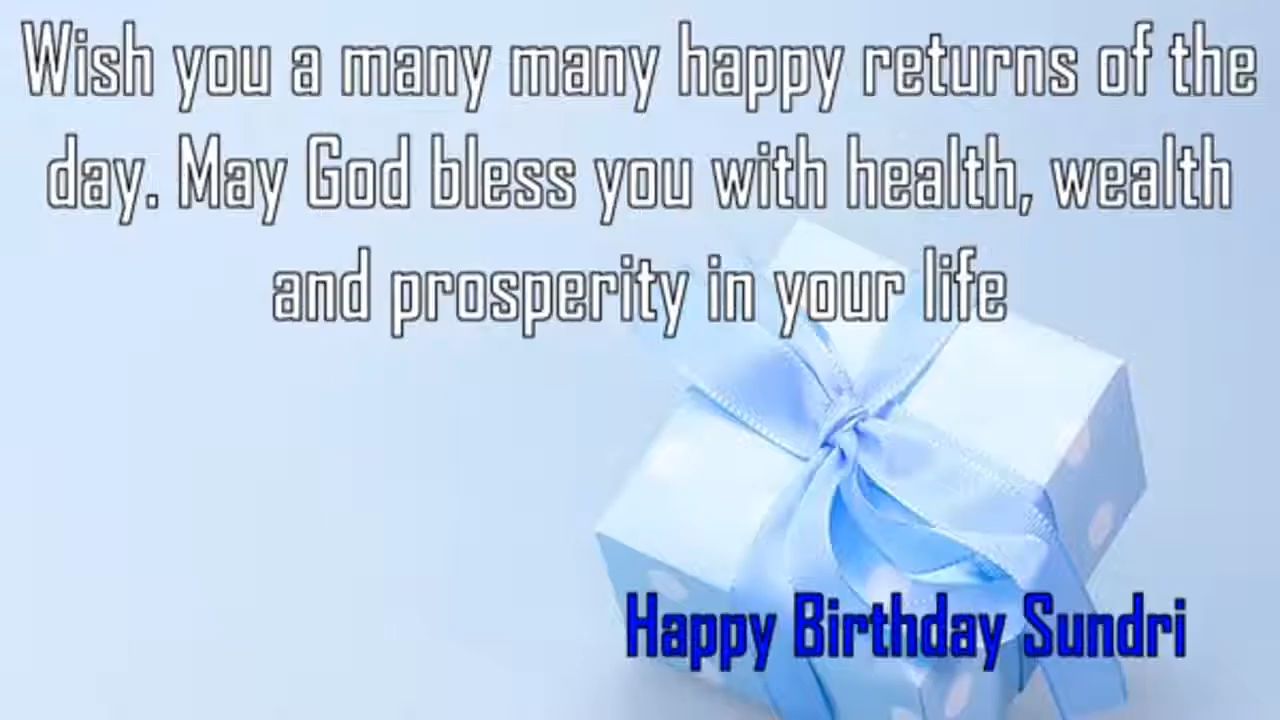 Wish you a many many happy returns of the
day. May God bless you with health, wealth
and prosperity in your life
Happy Birthday Sundri